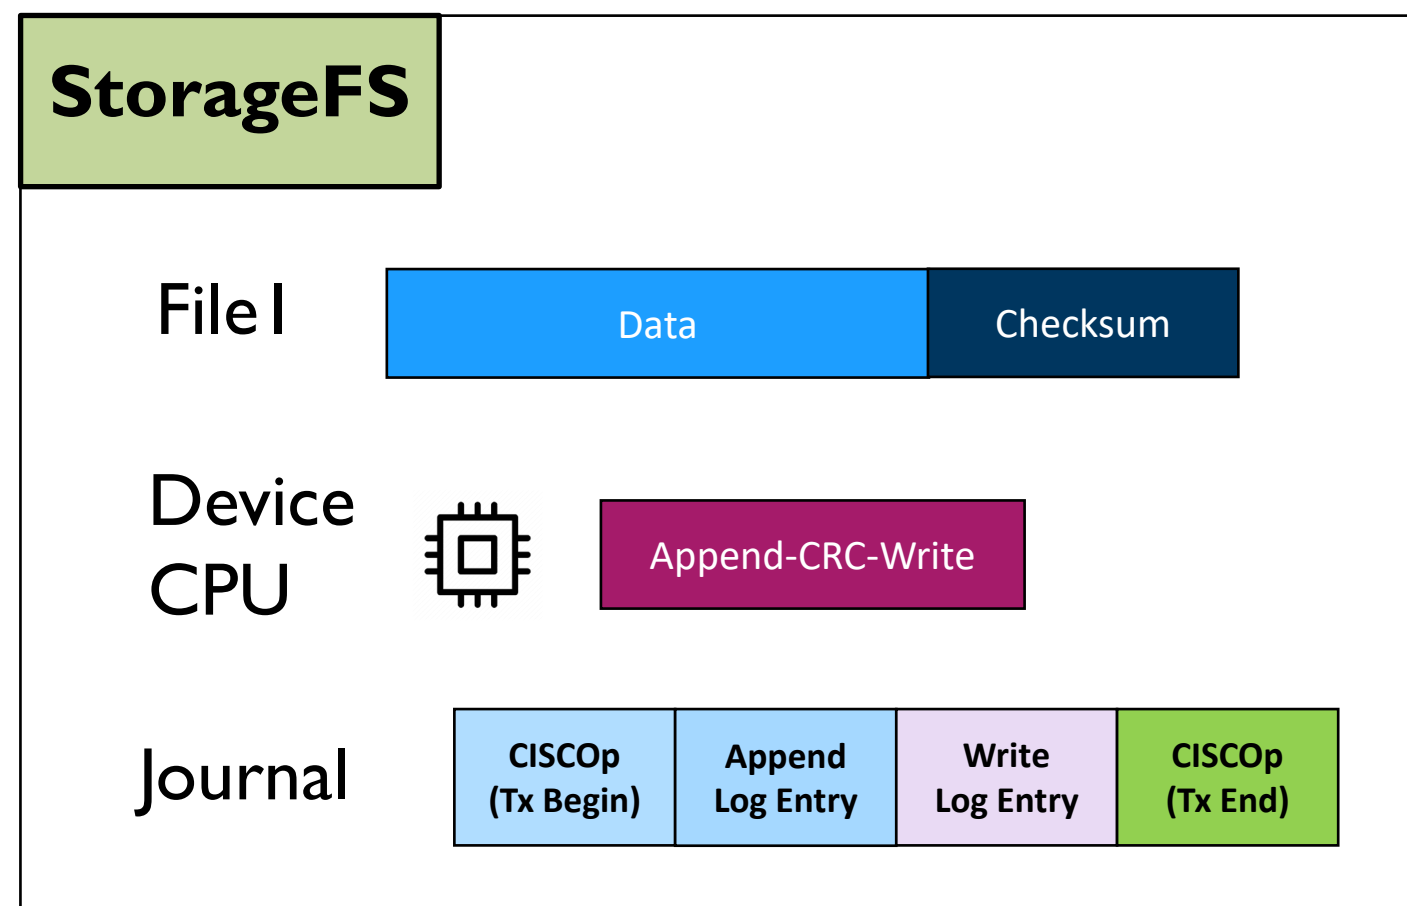 StorageFS
File1
Data
Checksum
Device
CPU
Append-CRC-Write
Journal
CISCOp
(Tx Begin)
Append
Log Entry
Write
Log Entry
CISCOp
(Tx End)